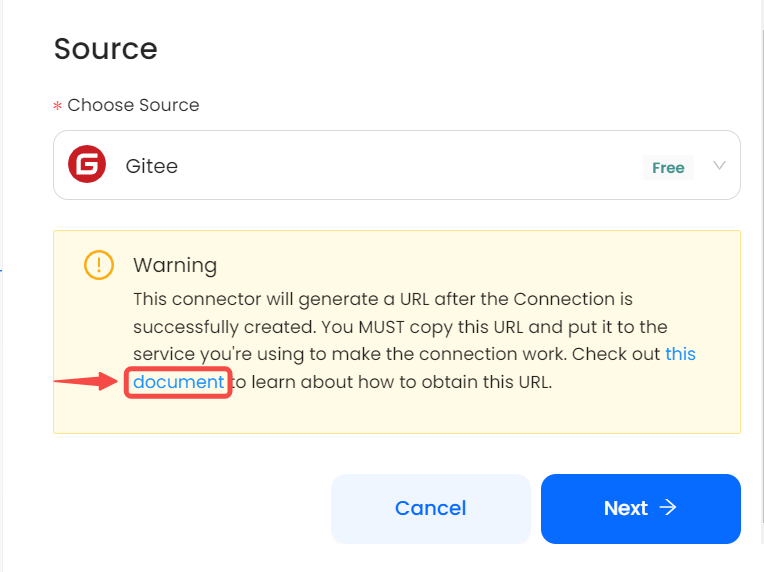 Source
* Choose Source
G Gitee Free
Warning
This connector will generate a URL after the Connection is
successfully created. You MUST copy this URL and put it to the
service you're using to make the connection work. Check out this
document to learn about how to obtain this URL.
Cancel Next →